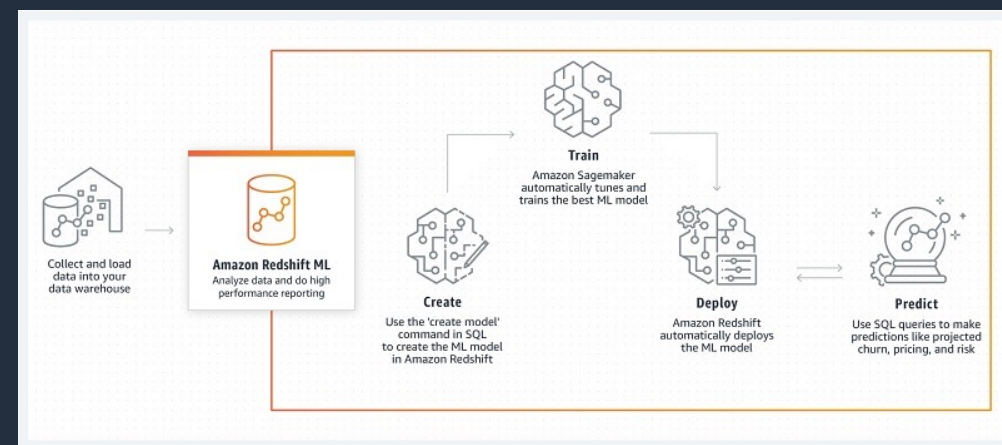 Collect and load
data into your
data warehouse
Amazon Redshift ML
Analyze data and do high
performance reporting
Create
Use the 'create model'
command in SQL
to create the ML model
in Amazon Redshift
Train
Amazon Sagemaker
automatically tunes and
trains the best ML model
Deploy
Amazon Redshift
automatically deploys
the ML model
Predict
Use SQL queries to make
predictions like projected
churn, pricing, and risk